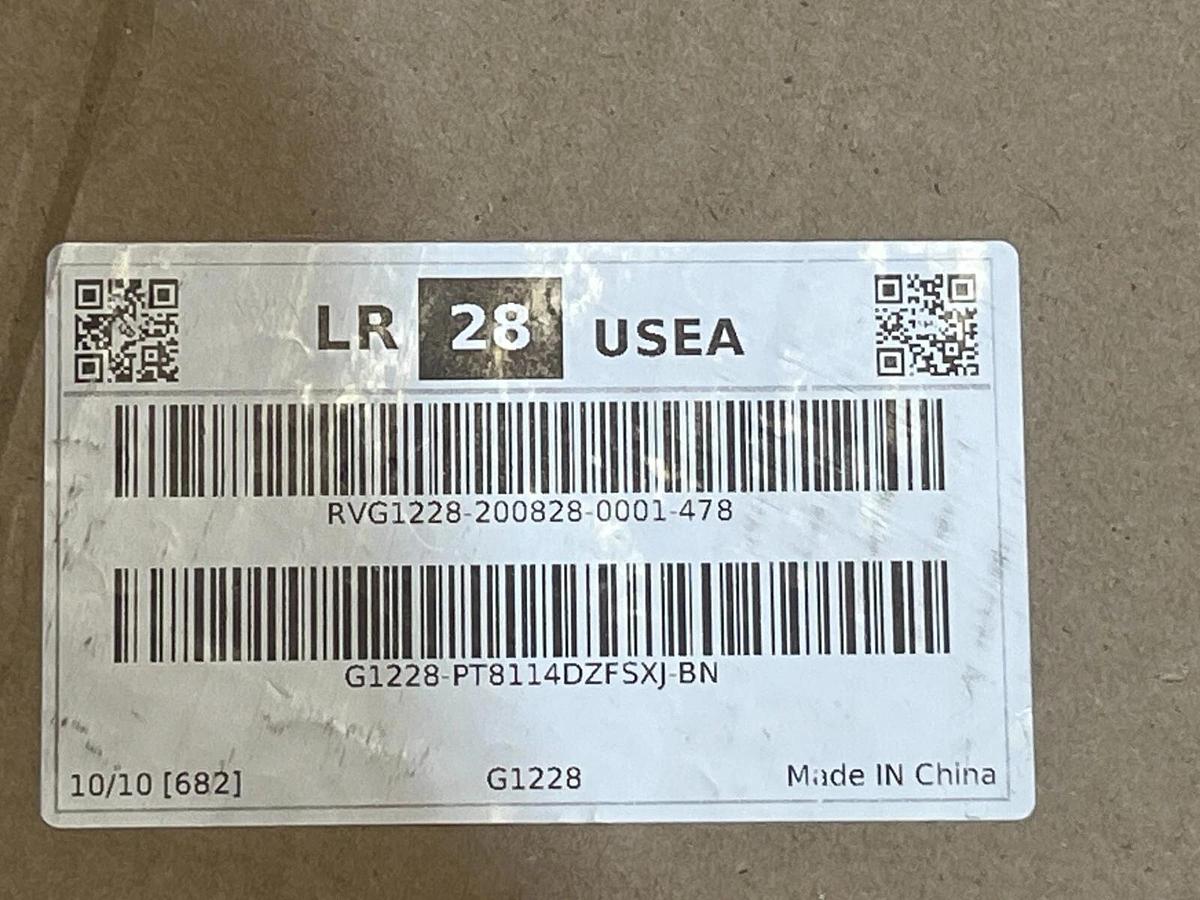 LR 28 USEA
RVG1228-200828-0001-478
G1228-PT8114DZFSXJ-BN
10/10 [682] G1228 Made IN China